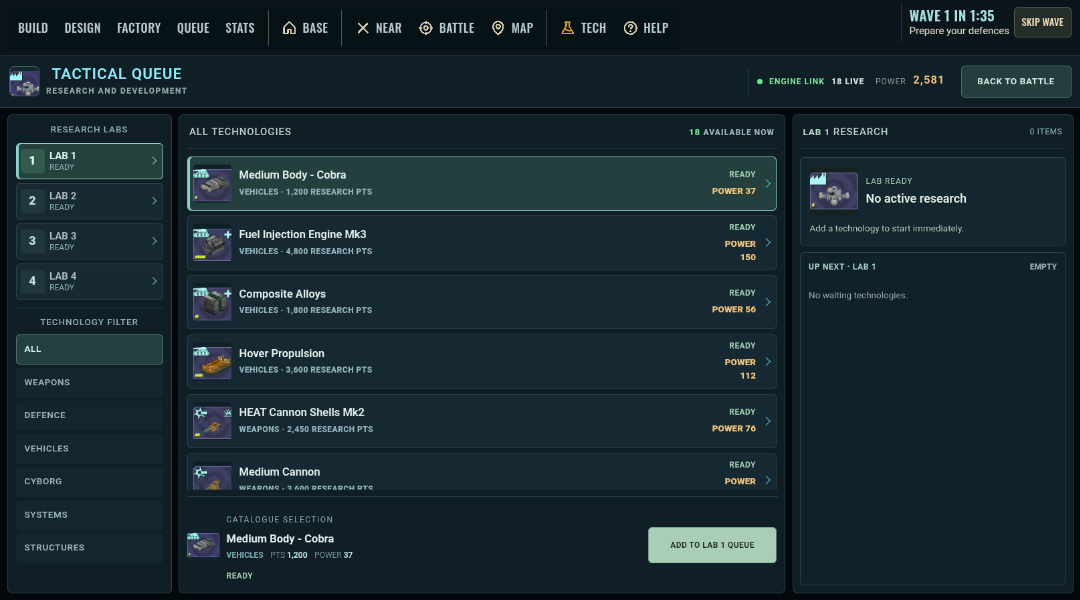 BUILD DESIGN FACTORY QUEUE STATS BASE NEAR BATTLE MAP TECH HELP
WAVE 1 IN 1:35
Prepare your defences
SKIP WAVE
TACTICAL QUEUE
RESEARCH AND DEVELOPMENT
ENGINE LINK 18 LIVE POWER 2,581
BACK TO BATTLE
RESEARCH LABS
1 LAB 1
READY
2 LAB 2
READY
3 LAB 3
READY
4 LAB 4
READY
TECHNOLOGY FILTER
ALL
WEAPONS
DEFENCE
VEHICLES
CYBORG
SYSTEMS
STRUCTURES
ALL TECHNOLOGIES
18 AVAILABLE NOW
Medium Body - Cobra
VEHICLES · 1,200 RESEARCH PTS
READY
POWER 37
Fuel Injection Engine Mk3
VEHICLES · 4,800 RESEARCH PTS
READY
POWER
150
Composite Alloys
VEHICLES · 1,800 RESEARCH PTS
READY
POWER 56
Hover Propulsion
VEHICLES · 3,600 RESEARCH PTS
READY
POWER
112
HEAT Cannon Shells Mk2
WEAPONS · 2,450 RESEARCH PTS
READY
POWER 76
Medium Cannon
WEAPONS · 3,600 RESEARCH PTS
READY
POWER
CATALOGUE SELECTION
Medium Body - Cobra
VEHICLES PTS 1,200 POWER 37
READY
ADD TO LAB 1 QUEUE
LAB 1 RESEARCH
0 ITEMS
LAB READY
No active research
Add a technology to start immediately.
UP NEXT · LAB 1
EMPTY
No waiting technologies.